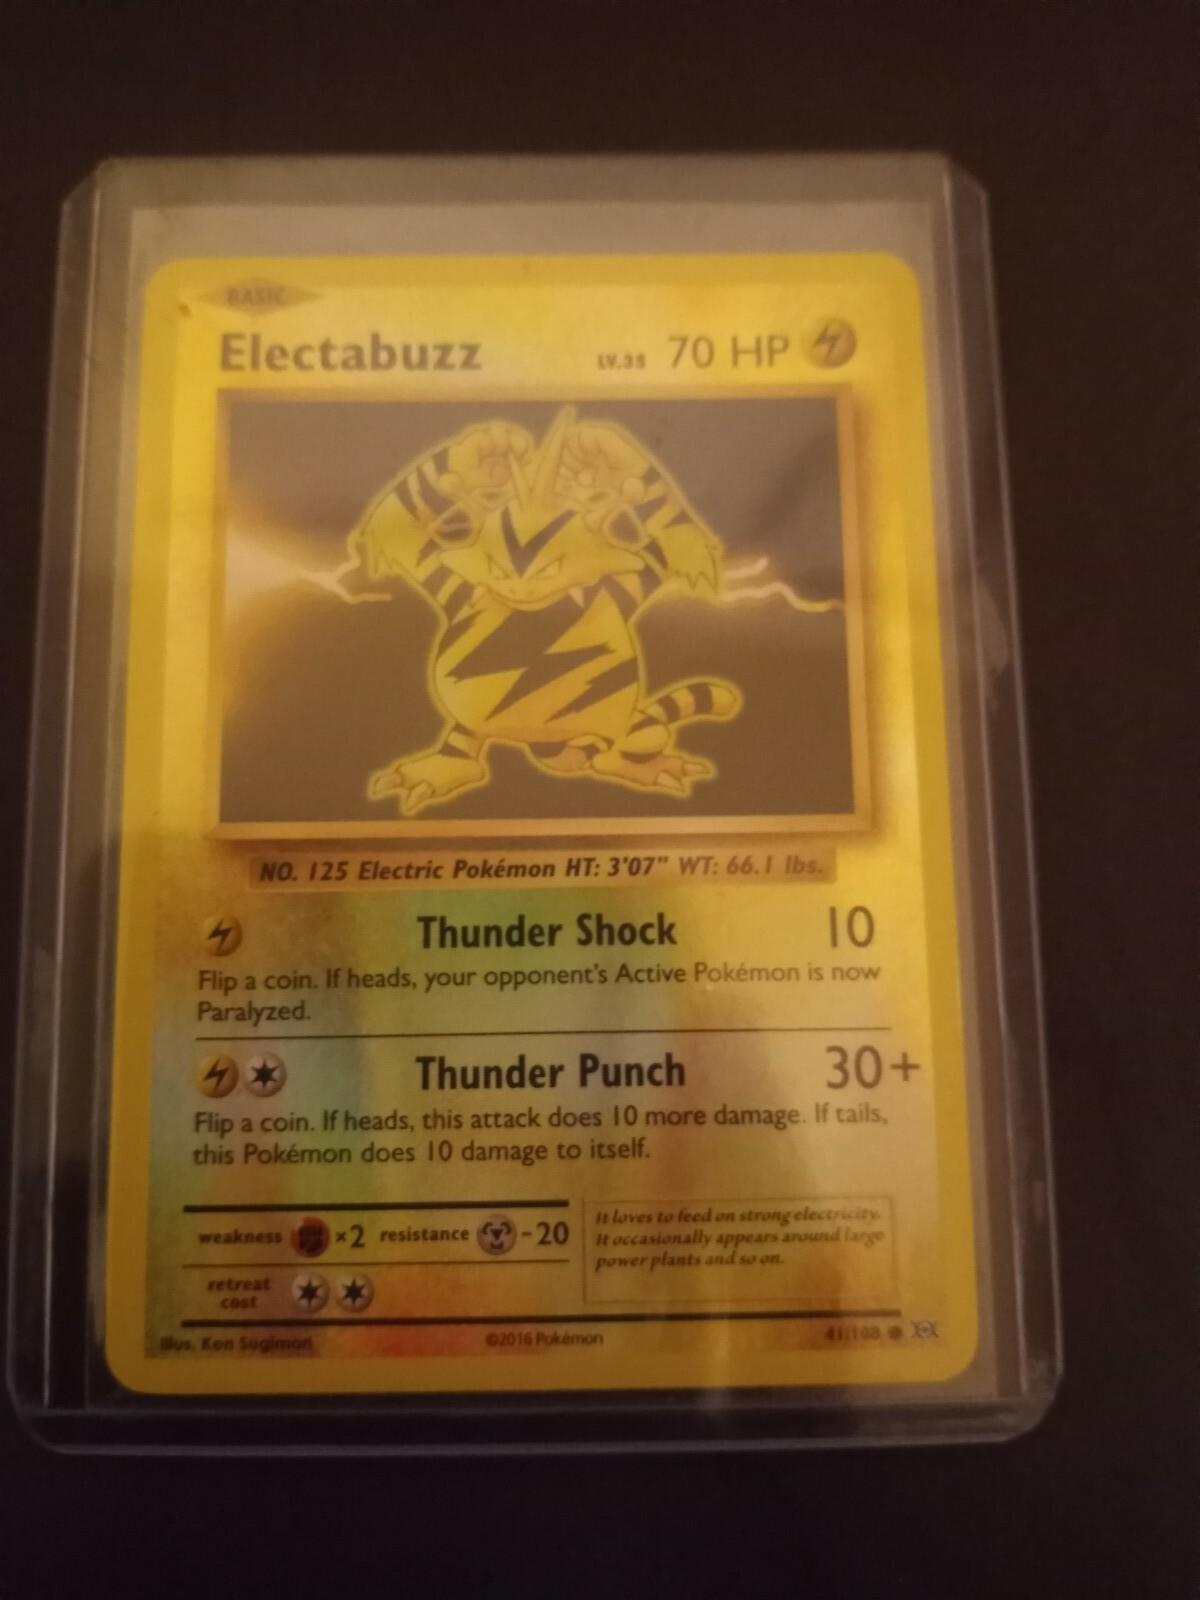 BASIC
Electabuzz LV.35 70 HP
NO. 125 Electric Pokémon HT: 3'07" WT: 66.1 lbs.
Thunder Shock 10
Flip a coin. If heads, your opponent's Active Pokémon is now
Paralyzed.
Thunder Punch 30+
Flip a coin. If heads, this attack does 10 more damage. If tails,
this Pokémon does 10 damage to itself.
weakness ×2 resistance -20
It loves to feed on strong electricity.
It occasionally appears around large
power plants and so on.
retreat
cost
Illus. Ken Sugimori ©2016 Pokémon 41/108